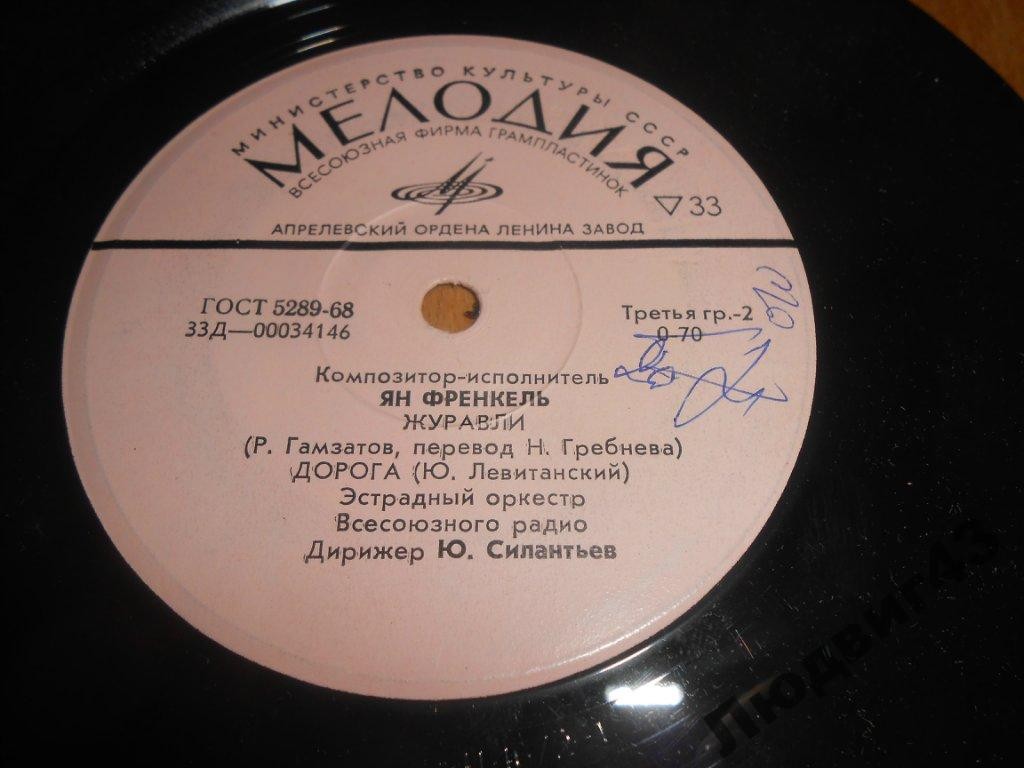 МИНИСТЕРСТВО КУЛЬТУРЫ СССР
МЕЛОДИЯ
ВСЕСОЮЗНАЯ ФИРМА ГРАМПЛАСТИНОК
▽33
АПРЕЛЕВСКИЙ ОРДЕНА ЛЕНИНА ЗАВОД
ГОСТ 5289-68
33Д—00034146
Третья гр.-2
0-70
Композитор-исполнитель
ЯН ФРЕНКЕЛЬ
ЖУРАВЛИ
(Р. Гамзатов, перевод Н. Гребнева)
ДОРОГА (Ю. Левитанский)
Эстрадный оркестр
Всесоюзного радио
Дирижер Ю. Силантьев
Людвиг43